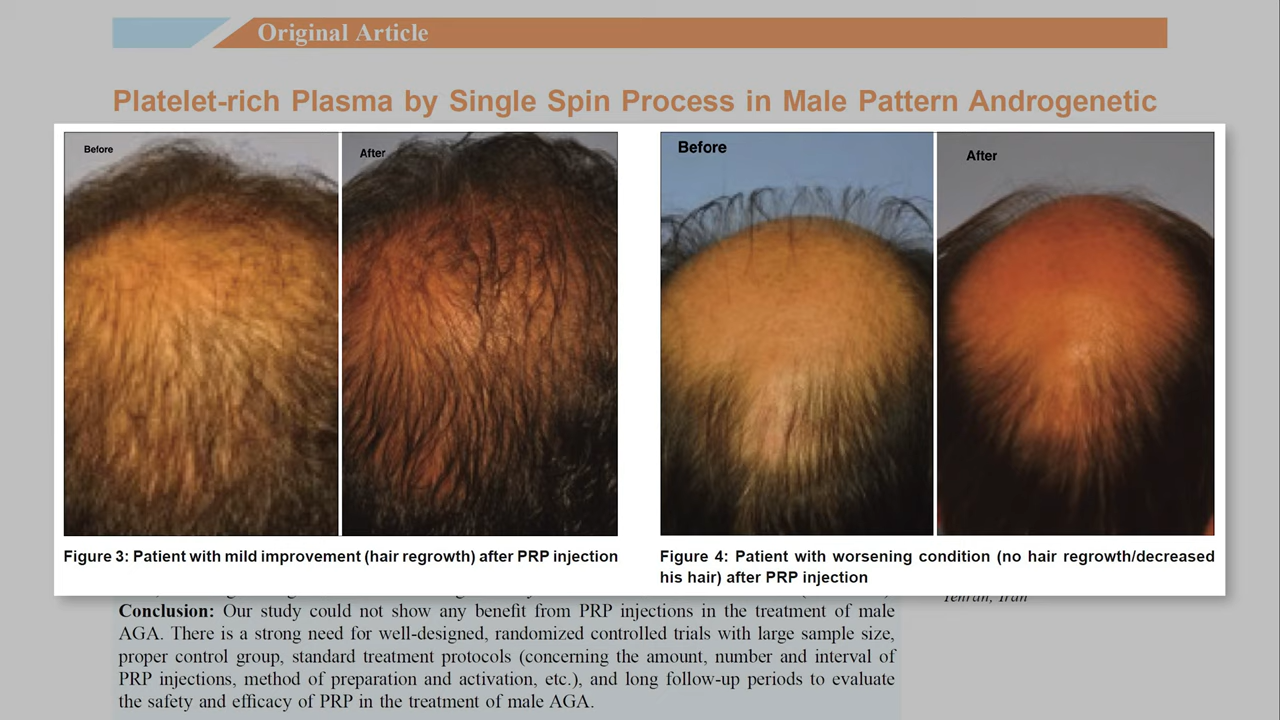 Original Article
Platelet-rich Plasma by Single Spin Process in Male Pattern Androgenetic
Before
After
Before
After
Figure 3: Patient with mild improvement (hair regrowth) after PRP injection
Figure 4: Patient with worsening condition (no hair regrowth/decreased
his hair) after PRP injection
Tehran, Iran
Conclusion: Our study could not show any benefit from PRP injections in the treatment of male
AGA. There is a strong need for well-designed, randomized controlled trials with large sample size,
proper control group, standard treatment protocols (concerning the amount, number and interval of
PRP injections, method of preparation and activation, etc.), and long follow-up periods to evaluate
the safety and efficacy of PRP in the treatment of male AGA.